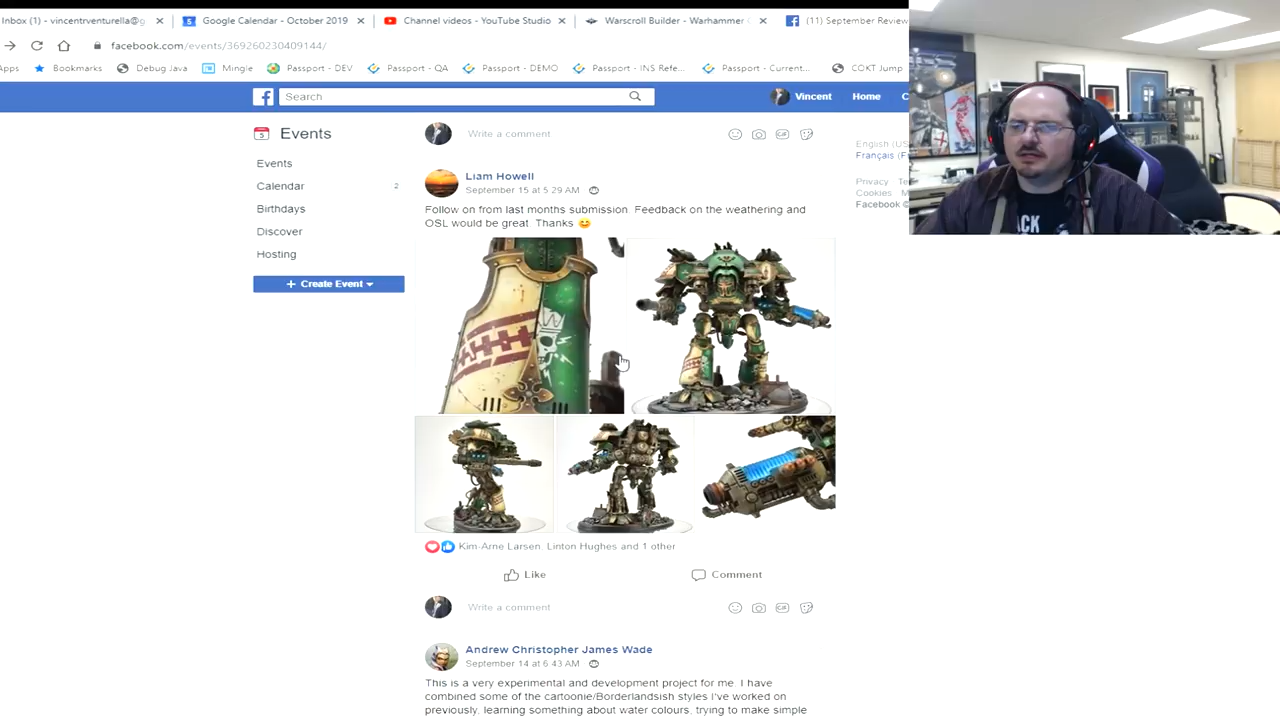 Inbox (1) - vincentrventurella@g
Google Calendar - October 2019
Channel videos - YouTube Studio
Warscroll Builder - Warhammer
(11) September Review
facebook.com/events/369260230409144/
Apps
Bookmarks
Debug Java
Mingle
Passport - DEV
Passport - QA
Passport - DEMO
Passport - INS Refe...
Passport - Current...
COKT Jump
Search
Vincent
Home
Events
Write a comment
Events
Calendar
2
Birthdays
Discover
Hosting
+ Create Event
English (US
Français (F
Privacy
Te
Cookies
M
Facebook ©
Liam Howell
September 15 at 5:29 AM
Follow on from last months submission. Feedback on the weathering and
OSL would be great. Thanks 😊
Kim-Arne Larsen, Linton Hughes and 1 other
Like
Comment
Write a comment
Andrew Christopher James Wade
September 14 at 6:43 AM
This is a very experimental and development project for me. I have
combined some of the cartoonie/Borderlandsish styles I've worked on
previously, learning something about water colours, trying to make simple